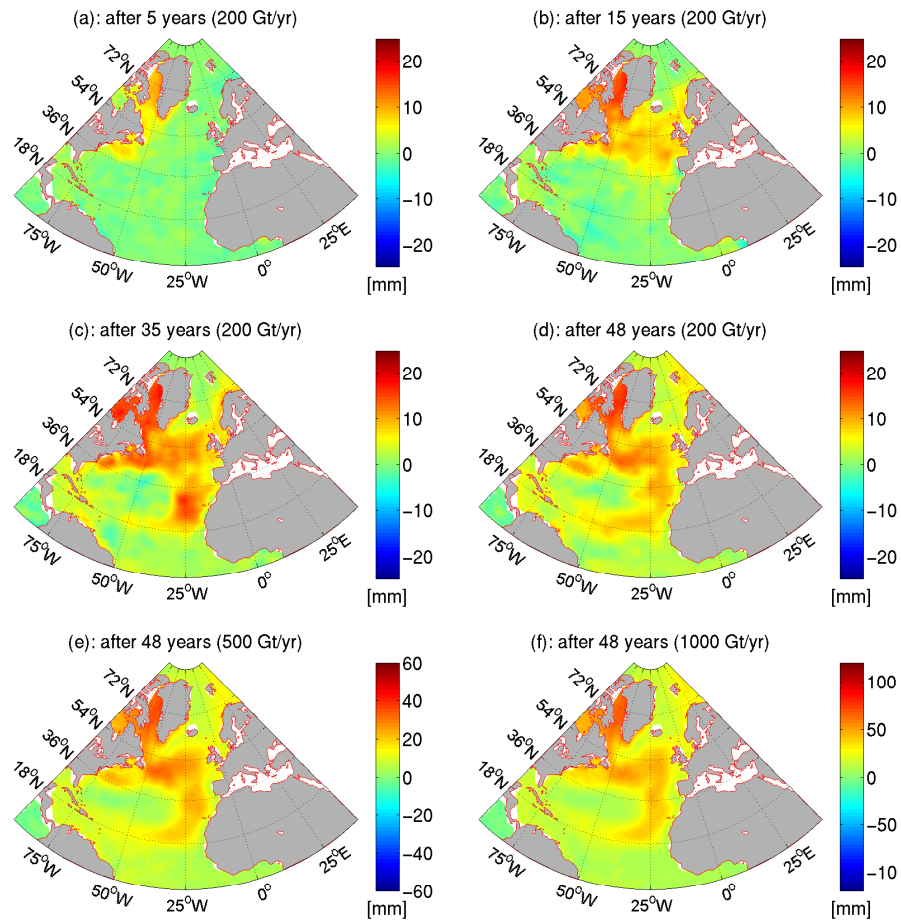 (a): after 5 years (200 Gt/yr)
72°N
54°N
36°N
18°N
75°W
50°W
25°W
0°
25°E
20
10
0
−10
−20
[mm]
(b): after 15 years (200 Gt/yr)
72°N
54°N
36°N
18°N
75°W
50°W
25°W
0°
25°E
20
10
0
−10
−20
[mm]
(c): after 35 years (200 Gt/yr)
72°N
54°N
36°N
18°N
75°W
50°W
25°W
0°
25°E
20
10
0
−10
−20
[mm]
(d): after 48 years (200 Gt/yr)
72°N
54°N
36°N
18°N
75°W
50°W
25°W
0°
25°E
20
10
0
−10
−20
[mm]
(e): after 48 years (500 Gt/yr)
72°N
54°N
36°N
18°N
75°W
50°W
25°W
0°
25°E
60
40
20
0
−20
−40
−60
[mm]
(f): after 48 years (1000 Gt/yr)
72°N
54°N
36°N
18°N
75°W
50°W
25°W
0°
25°E
100
50
0
−50
−100
[mm]